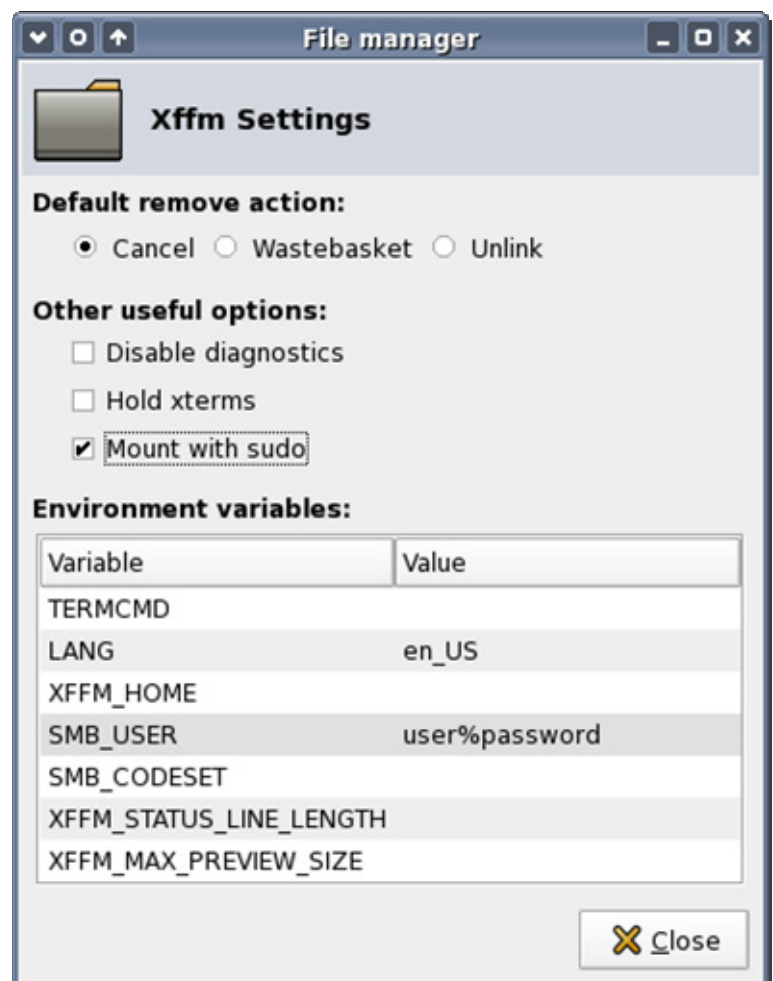 File manager
Xffm Settings
Default remove action:
Cancel Wastebasket Unlink
Other useful options:
Disable diagnostics
Hold xterms
Mount with sudo
Environment variables:
Variable Value
TERMCMD
LANG en_US
XFFM_HOME
SMB_USER user%password
SMB_CODESET
XFFM_STATUS_LINE_LENGTH
XFFM_MAX_PREVIEW_SIZE
Close